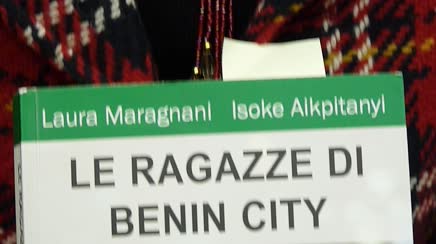 Laura Maragnani Isoke Aikpitanyi
LE RAGAZZE DI
BENIN CITY